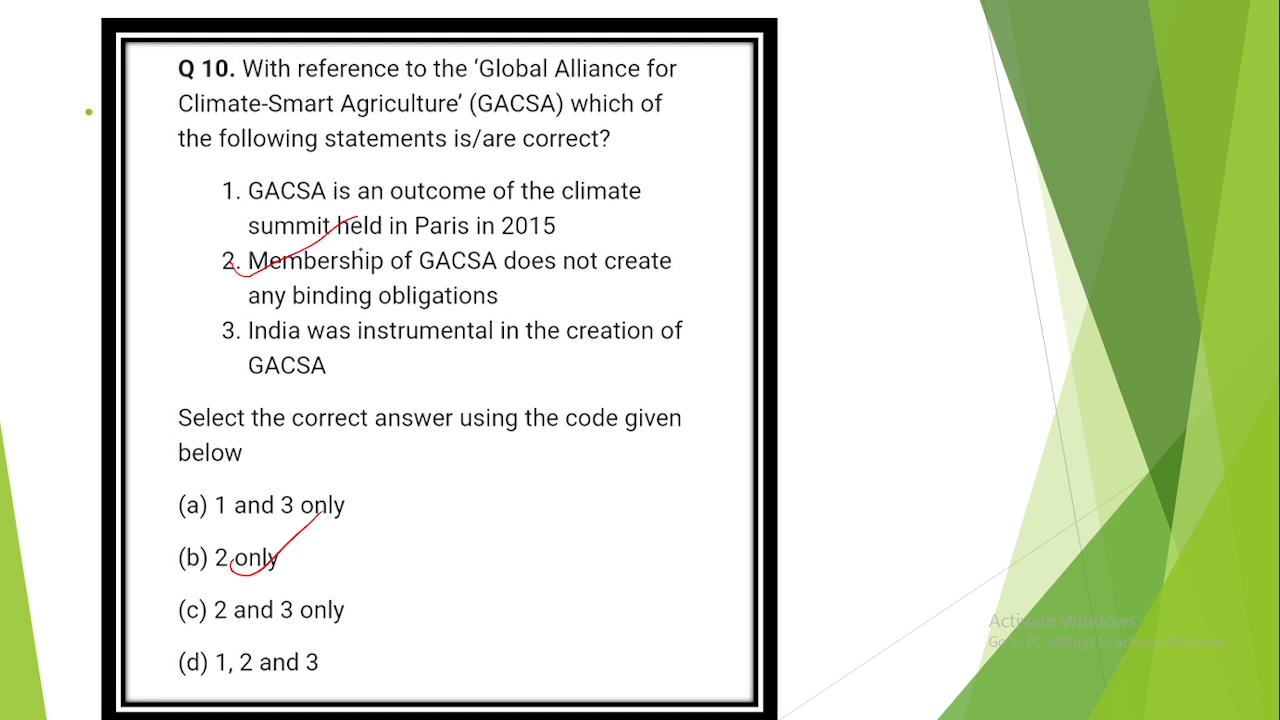 Q 10. With reference to the ‘Global Alliance for
Climate-Smart Agriculture’ (GACSA) which of
the following statements is/are correct?
1. GACSA is an outcome of the climate
summit held in Paris in 2015
2. Membership of GACSA does not create
any binding obligations
3. India was instrumental in the creation of
GACSA
Select the correct answer using the code given
below
(a) 1 and 3 only
(b) 2 only
(c) 2 and 3 only
(d) 1, 2 and 3
Activate Windows
Go to PC settings to activate Windows.